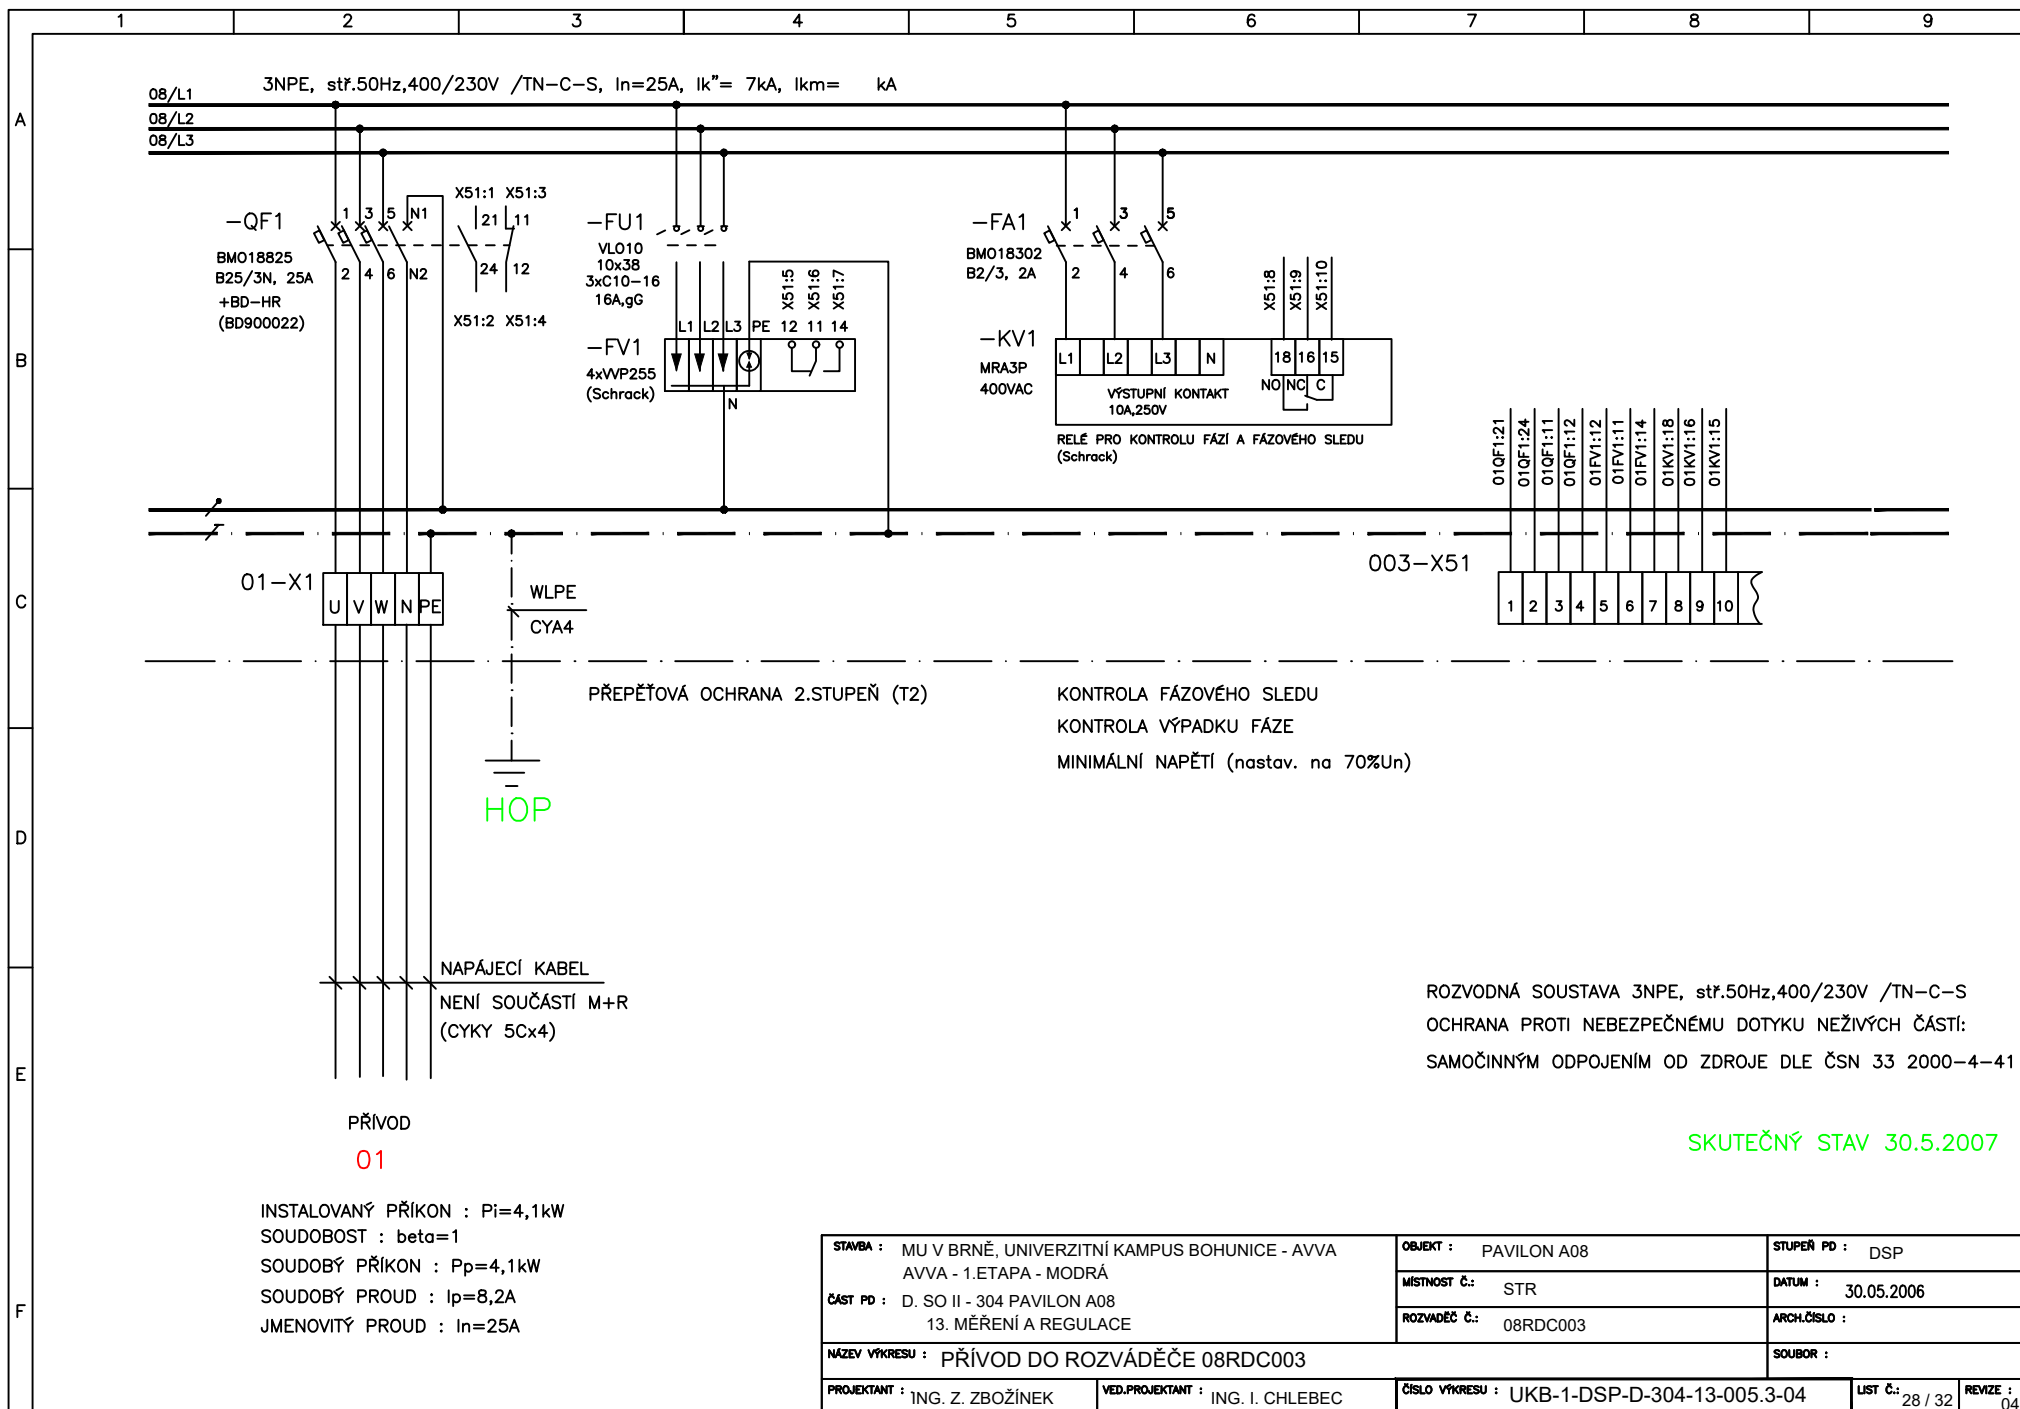 1 2 3 4 5 6 7 8 9
3NPE, stř.50Hz,400/230V /TN-C-S, In=25A, Ik"= 7kA, Ikm= kA
A
08/L1
08/L2
08/L3
-QF1
BM018825
B25/3N, 25A
+BD-HR
(BD900022)
1 3 5 N1
2 4 6 N2
X51:1 X51:3
21 11
24 12
X51:2 X51:4
-FU1
VLO10
10x38
3xC10-16
16A,gG
-FV1
4xVVP255
(Schrack)
L1 L2 L3 PE 12 11 14
X51:5
X51:6
X51:7
N
-FA1
BM018302
B2/3, 2A
1 3 5
2 4 6
-KV1
MRA3P
400VAC
L1 L2 L3 N
X51:8
X51:9
X51:10
18 16 15
NO NC C
VÝSTUPNÍ KONTAKT
10A,250V
RELÉ PRO KONTROLU FÁZÍ A FÁZOVÉHO SLEDU
(Schrack)
B
01QF1:21
01QF1:24
01QF1:11
01QF1:12
01FV1:12
01FV1:11
01FV1:14
01KV1:18
01KV1:16
01KV1:15
003-X51
1 2 3 4 5 6 7 8 9 10
C
01-X1
U V W N PE
WLPE
CYA4
PŘEPĚŤOVÁ OCHRANA 2.STUPEŇ (T2)
KONTROLA FÁZOVÉHO SLEDU
KONTROLA VÝPADKU FÁZE
MINIMÁLNÍ NAPĚTÍ (nastav. na 70%Un)
HOP
D
NAPÁJECÍ KABEL
NENÍ SOUČÁSTÍ M+R
(CYKY 5Cx4)
E
ROZVODNÁ SOUSTAVA 3NPE, stř.50Hz,400/230V /TN-C-S
OCHRANA PROTI NEBEZPEČNÉMU DOTYKU NEŽIVÝCH ČÁSTÍ:
SAMOČINNÝM ODPOJENÍM OD ZDROJE DLE ČSN 33 2000-4-41
PŘÍVOD
01
SKUTEČNÝ STAV 30.5.2007
INSTALOVANÝ PŘÍKON : Pi=4,1kW
SOUDOBOST : beta=1
SOUDOBÝ PŘÍKON : Pp=4,1kW
SOUDOBÝ PROUD : Ip=8,2A
JMENOVITÝ PROUD : In=25A
F
STAVBA : MU V BRNĚ, UNIVERZITNÍ KAMPUS BOHUNICE - AVVA
AVVA - 1.ETAPA - MODRÁ
ČÁST PD : D. SO II - 304 PAVILON A08
13. MĚŘENÍ A REGULACE
OBJEKT : PAVILON A08
MÍSTNOST Č.: STR
ROZVADĚČ Č.: 08RDC003
STUPEŇ PD : DSP
DATUM : 30.05.2006
ARCH.ČÍSLO :
NÁZEV VÝKRESU : PŘÍVOD DO ROZVÁDĚČE 08RDC003
SOUBOR :
PROJEKTANT : ING. Z. ZBOŽÍNEK
VED.PROJEKTANT : ING. I. CHLEBEC
ČÍSLO VÝKRESU : UKB-1-DSP-D-304-13-005.3-04
LIST Č.: 28 / 32
REVIZE : 04